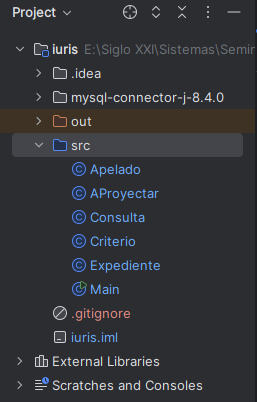 Project
iuris E:\Siglo XXI\Sistemas\Semin
.idea
mysql-connector-j-8.4.0
out
src
Apelado
AProyectar
Consulta
Criterio
Expediente
Main
.gitignore
iuris.iml
External Libraries
Scratches and Consoles